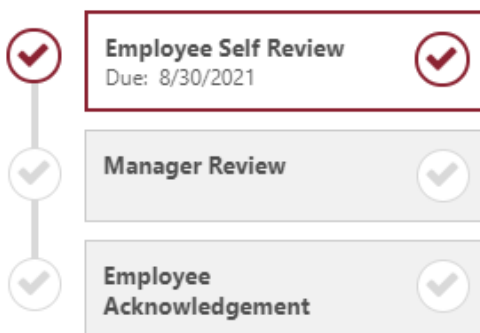 Employee Self Review
Due: 8/30/2021
Manager Review
Employee
Acknowledgement